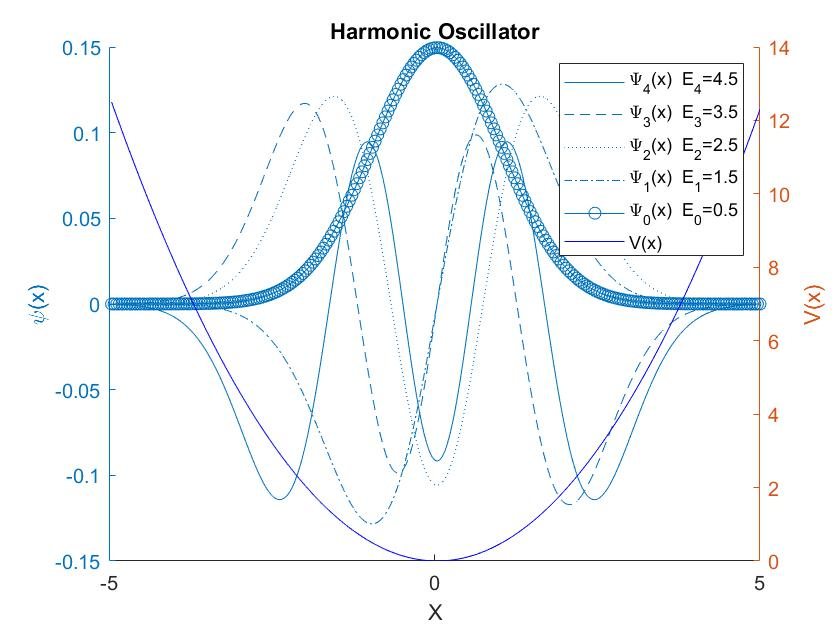 Harmonic Oscillator
0.15
0.1
0.05
0
-0.05
-0.1
-0.15
ψ(x)
-5
0
5
X
14
12
10
8
6
4
2
0
V(x)
Ψ4(x) E4=4.5
Ψ3(x) E3=3.5
Ψ2(x) E2=2.5
Ψ1(x) E1=1.5
Ψ0(x) E0=0.5
V(x)